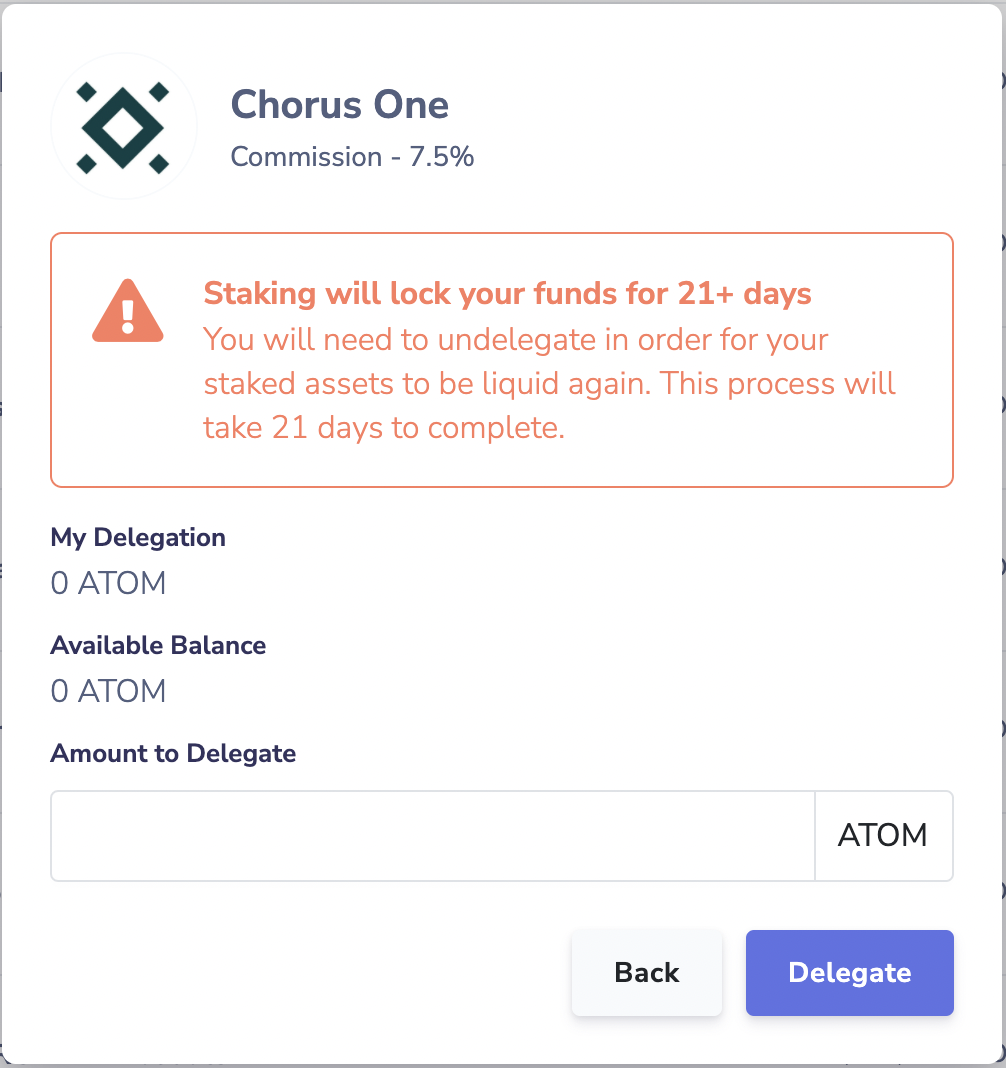 Chorus One
Commission - 7.5%
Staking will lock your funds for 21+ days
You will need to undelegate in order for your
staked assets to be liquid again. This process will
take 21 days to complete.
My Delegation
0 ATOM
Available Balance
0 ATOM
Amount to Delegate
ATOM
Back
Delegate